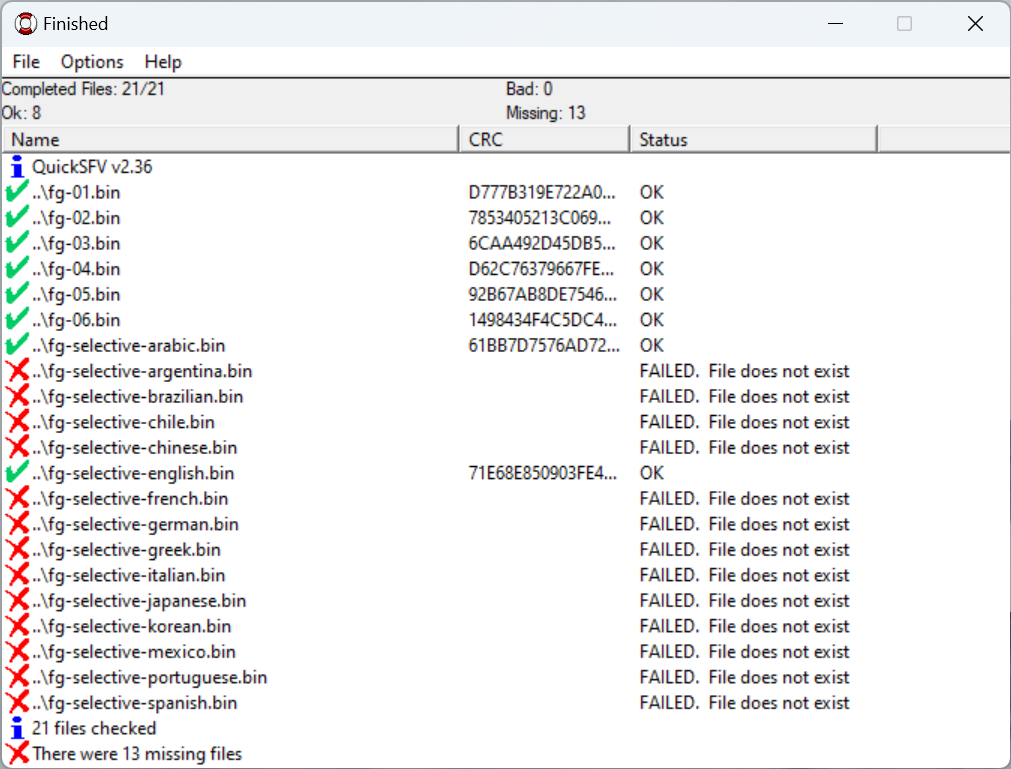 Finished
File Options Help
Completed Files: 21/21 Bad: 0
Ok: 8 Missing: 13
Name CRC Status
QuickSFV v2.36
..\fg-01.bin D777B319E722A0... OK
..\fg-02.bin 7853405213C069... OK
..\fg-03.bin 6CAA492D45DB5... OK
..\fg-04.bin D62C76379667FE... OK
..\fg-05.bin 92B67AB8DE7546... OK
..\fg-06.bin 1498434F4C5DC4... OK
..\fg-selective-arabic.bin 61BB7D7576AD72... OK
..\fg-selective-argentina.bin FAILED. File does not exist
..\fg-selective-brazilian.bin FAILED. File does not exist
..\fg-selective-chile.bin FAILED. File does not exist
..\fg-selective-chinese.bin FAILED. File does not exist
..\fg-selective-english.bin 71E68E850903FE4... OK
..\fg-selective-french.bin FAILED. File does not exist
..\fg-selective-german.bin FAILED. File does not exist
..\fg-selective-greek.bin FAILED. File does not exist
..\fg-selective-italian.bin FAILED. File does not exist
..\fg-selective-japanese.bin FAILED. File does not exist
..\fg-selective-korean.bin FAILED. File does not exist
..\fg-selective-mexico.bin FAILED. File does not exist
..\fg-selective-portuguese.bin FAILED. File does not exist
..\fg-selective-spanish.bin FAILED. File does not exist
21 files checked
There were 13 missing files